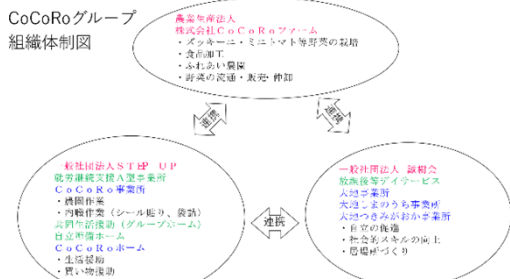 CoCoRoグループ
組織体制図
農業生産法人
株式会社CoCoRoファーム
・ズッキーニ・ミニトマト等野菜の栽培
・食品加工
・ふれあい農園
・野菜の流通・販売・仲卸
連携
連携
一般社団法人STEP UP
就労継続支援A型事業所
CoCoRo事業所
・農園作業
・内職作業(シール貼り、袋詰)
共同生活援助(グループホーム)
自立準備ホーム
CoCoRoホーム
・生活援助
・買い物援助
連携
一般社団法人 誠樹会
放課後等デイサービス
大地事業所
大地しまのうち事業所
大地つきみがおか事業所
・自立の促進
・社会的スキルの向上
・居場所づくり